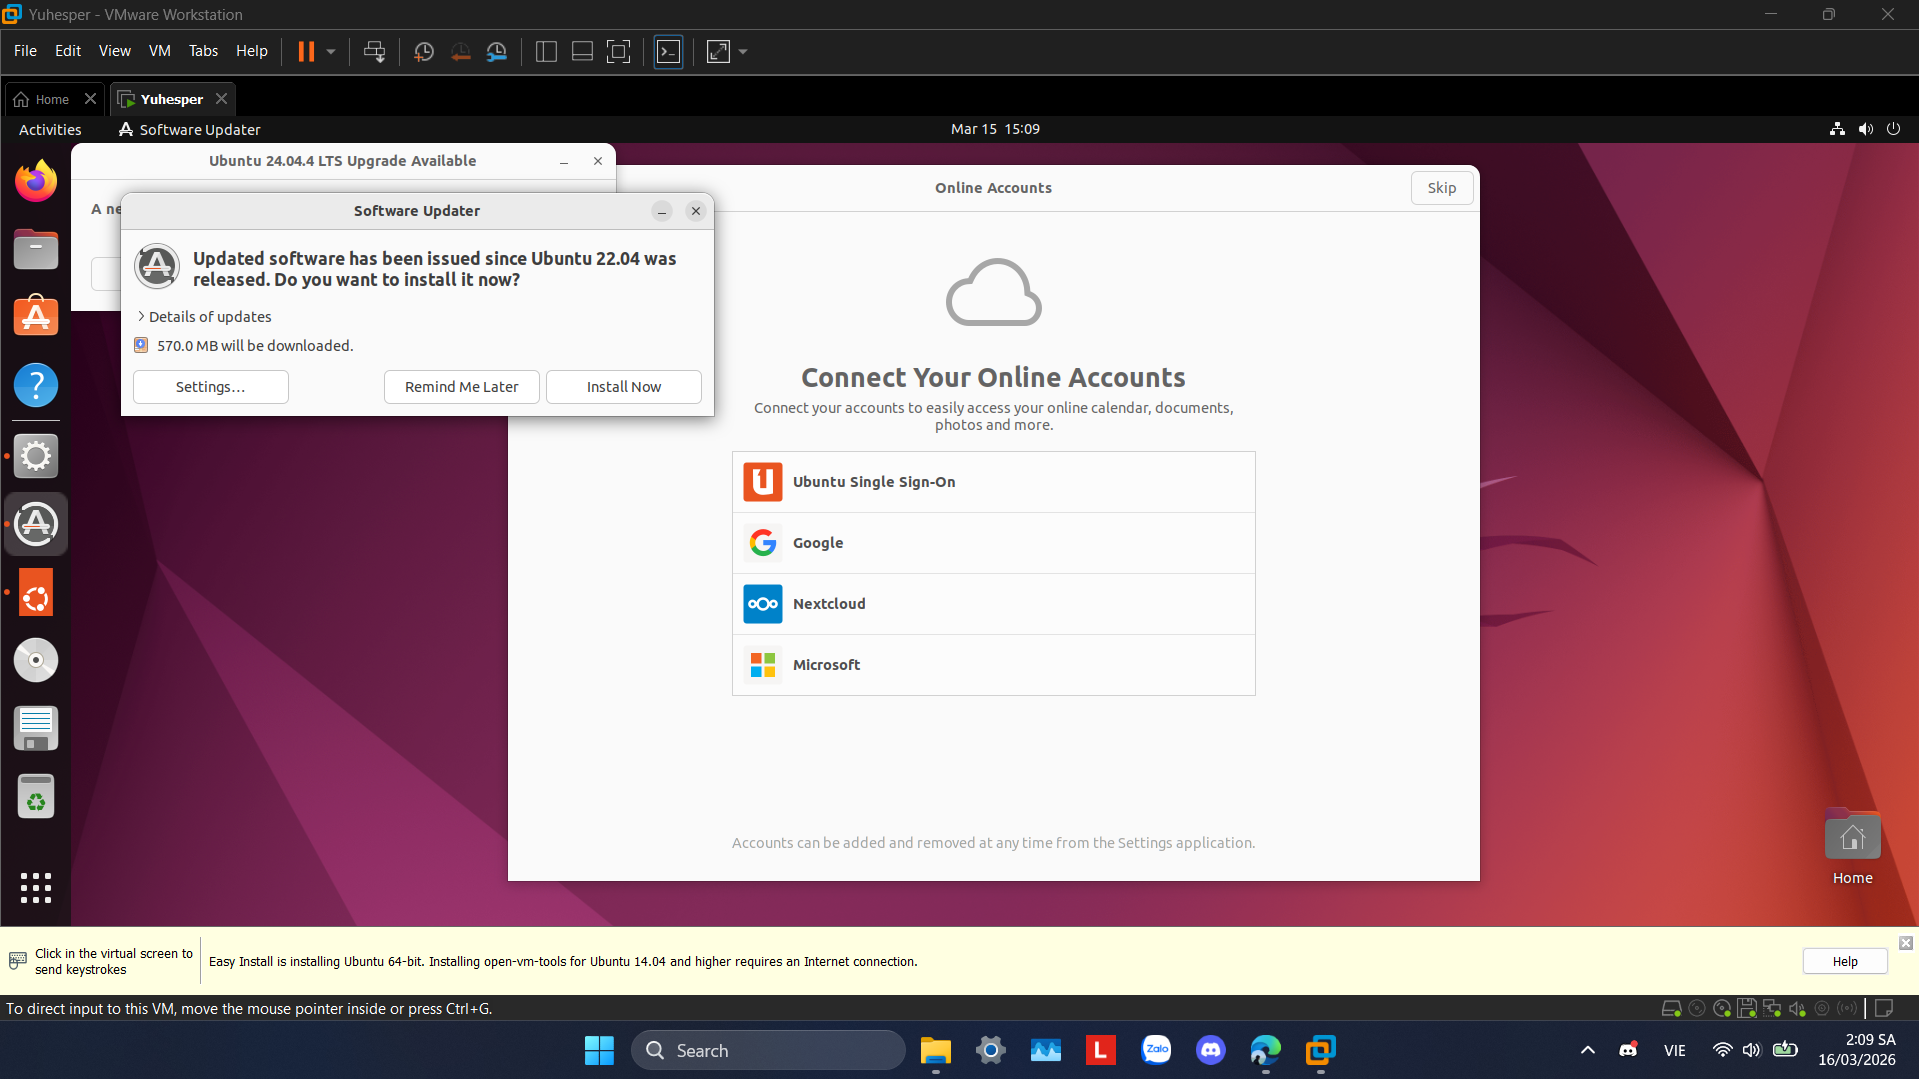 Yuhesper - VMware Workstation
File Edit View VM Tabs Help
Home
Yuhesper
Activities
Software Updater
Mar 15 15:09
Ubuntu 24.04.4 LTS Upgrade Available
A ne
Software Updater
Updated software has been issued since Ubuntu 22.04 was
released. Do you want to install it now?
Details of updates
570.0 MB will be downloaded.
Settings…
Remind Me Later
Install Now
Online Accounts
Skip
Connect Your Online Accounts
Connect your accounts to easily access your online calendar, documents,
photos and more.
Ubuntu Single Sign-On
Google
Nextcloud
Microsoft
Accounts can be added and removed at any time from the Settings application.
Home
Click in the virtual screen to
send keystrokes
Easy Install is installing Ubuntu 64-bit. Installing open-vm-tools for Ubuntu 14.04 and higher requires an Internet connection.
Help
To direct input to this VM, move the mouse pointer inside or press Ctrl+G.
Search
L
Zalo
VIE
2:09 SA
16/03/2026